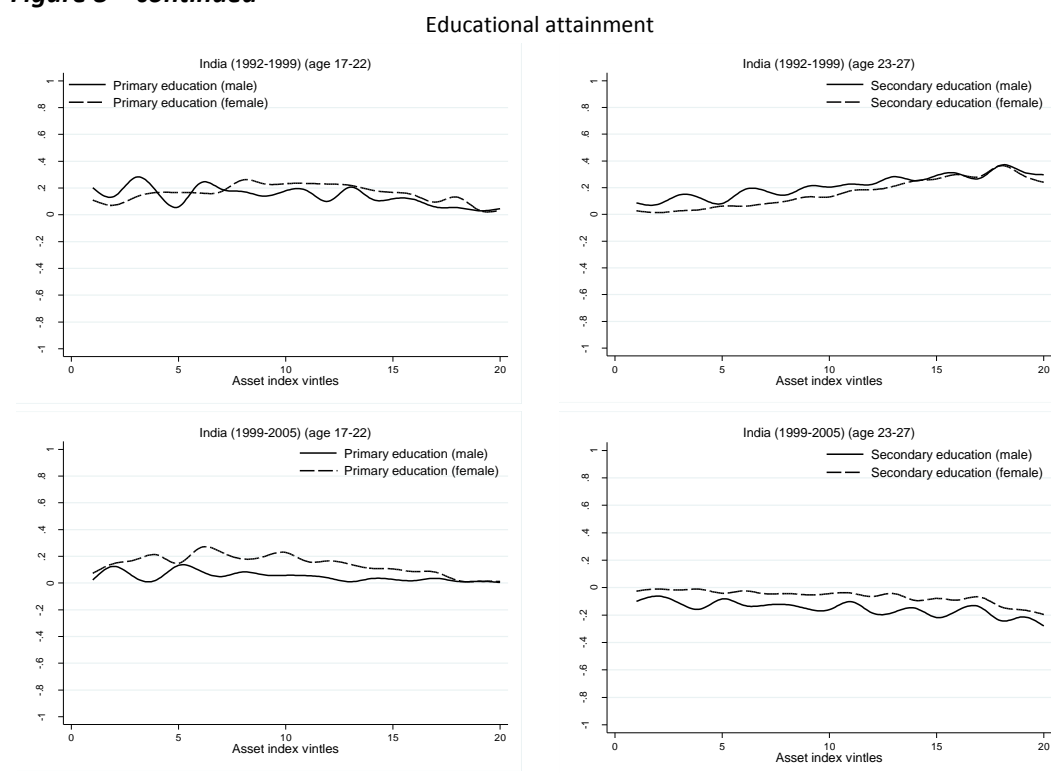 Figure – continued
Educational attainment
India (1992-1999) (age 17-22)
Primary education (male)
Primary education (female)
1
.8
.6
.4
.2
0
-.2
-.4
-.6
-.8
-1
0 5 10 15 20
Asset index vintles
India (1992-1999) (age 23-27)
Secondary education (male)
Secondary education (female)
1
.8
.6
.4
.2
0
-.2
-.4
-.6
-.8
-1
0 5 10 15 20
Asset index vintles
India (1999-2005) (age 17-22)
Primary education (male)
Primary education (female)
1
.8
.6
.4
.2
0
-.2
-.4
-.6
-.8
-1
0 5 10 15 20
Asset index vintles
India (1999-2005) (age 23-27)
Secondary education (male)
Secondary education (female)
1
.8
.6
.4
.2
0
-.2
-.4
-.6
-.8
-1
0 5 10 15 20
Asset index vintles